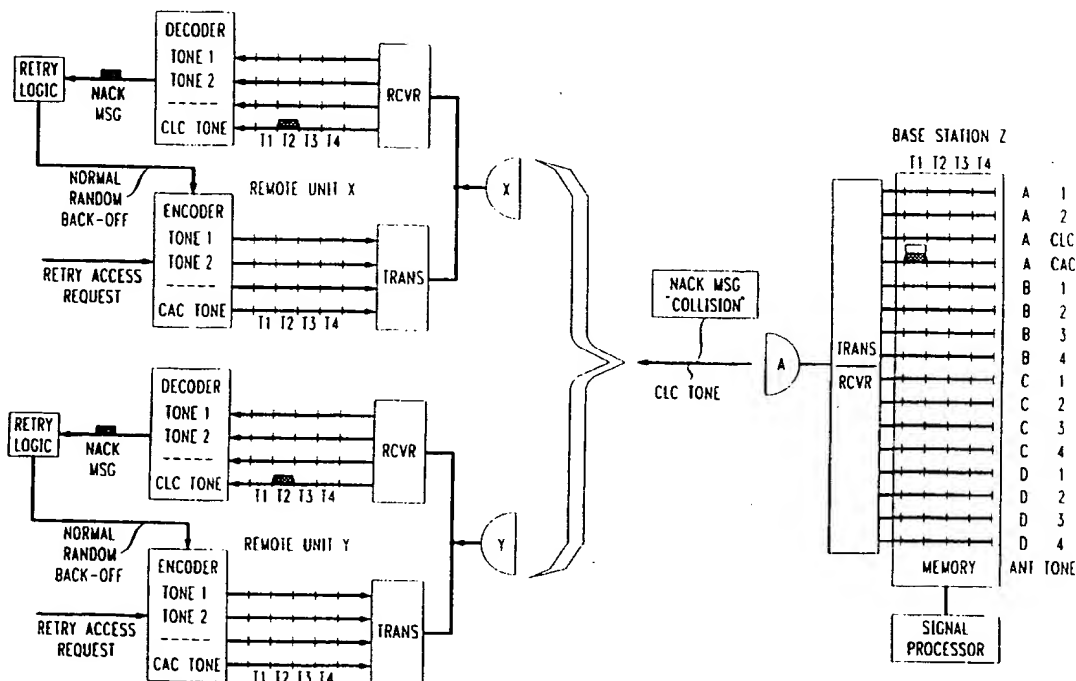 DECODER
TONE 1
TONE 2
CLC TONE
RETRY
LOGIC
NACK
MSG
RCVR
T1 T2 T3 T4
NORMAL
RANDOM
BACK-OFF
REMOTE UNIT X
X
ENCODER
TONE 1
TONE 2
CAC TONE
RETRY ACCESS
REQUEST
TRANS
T1 T2 T3 T4
DECODER
TONE 1
TONE 2
CLC TONE
RETRY
LOGIC
NACK
MSG
RCVR
T1 T2 T3 T4
NORMAL
RANDOM
BACK-OFF
REMOTE UNIT Y
Y
ENCODER
TONE 1
TONE 2
CAC TONE
RETRY ACCESS
REQUEST
TRANS
T1 T2 T3 T4
NACK MSG
"COLLISION"
CLC TONE
A
TRANS
RCVR
BASE STATION Z
T1 T2 T3 T4
A 1
A 2
A CLC
A CAC
B 1
B 2
B 3
B 4
C 1
C 2
C 3
C 4
D 1
D 2
D 3
D 4
MEMORY ANT TONE
SIGNAL
PROCESSOR